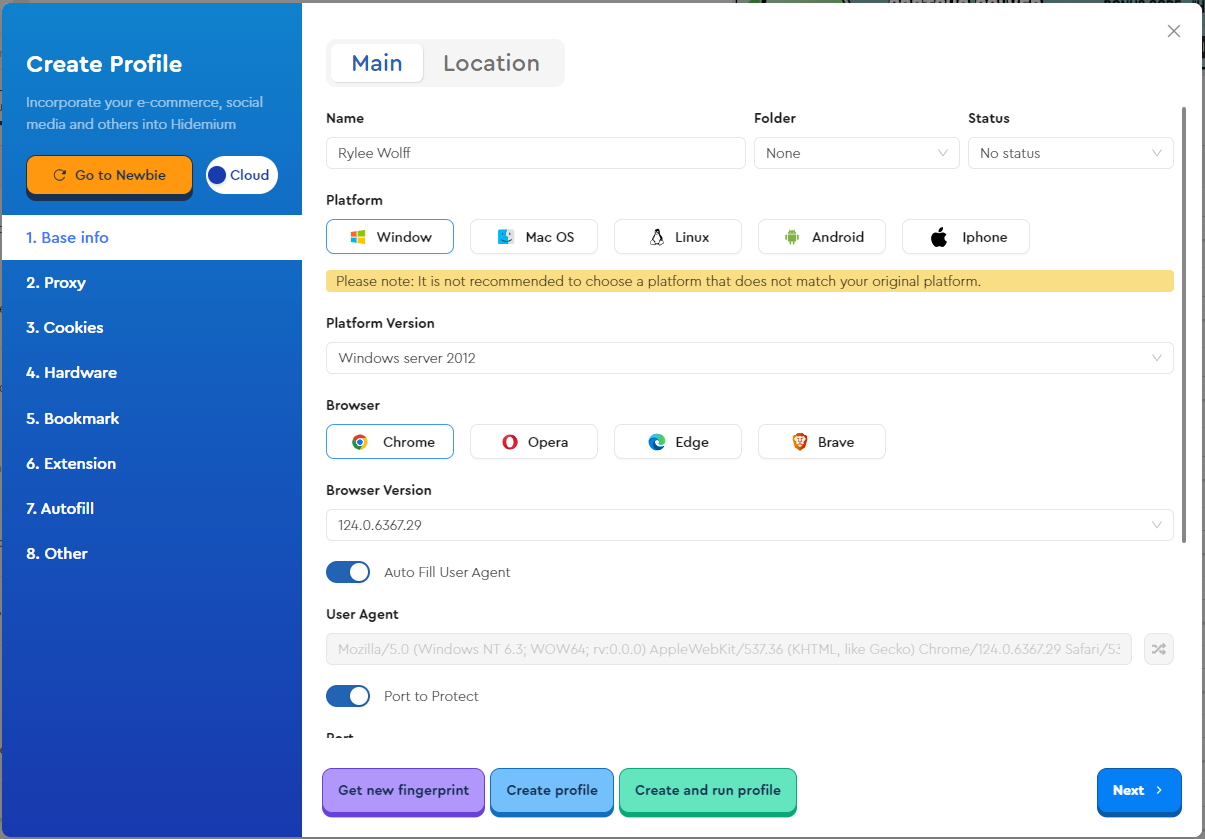 Create Profile
Incorporate your e-commerce, social
media and others into Hidemium
Go to Newbie
Cloud
1. Base info
2. Proxy
3. Cookies
4. Hardware
5. Bookmark
6. Extension
7. Autofill
8. Other
Main Location
Name Folder Status
Rylee Wolff None No status
Platform
Window Mac OS Linux Android Iphone
Please note: It is not recommended to choose a platform that does not match your original platform.
Platform Version
Windows server 2012
Browser
Chrome Opera Edge Brave
Browser Version
124.0.6367.29
Auto Fill User Agent
User Agent
Mozilla/5.0 (Windows NT 6.3; WOW64; rv:0.0.0) AppleWebKit/537.36 (KHTML, like Gecko) Chrome/124.0.6367.29 Safari/53
Port to Protect
Port
Get new fingerprint Create profile Create and run profile Next